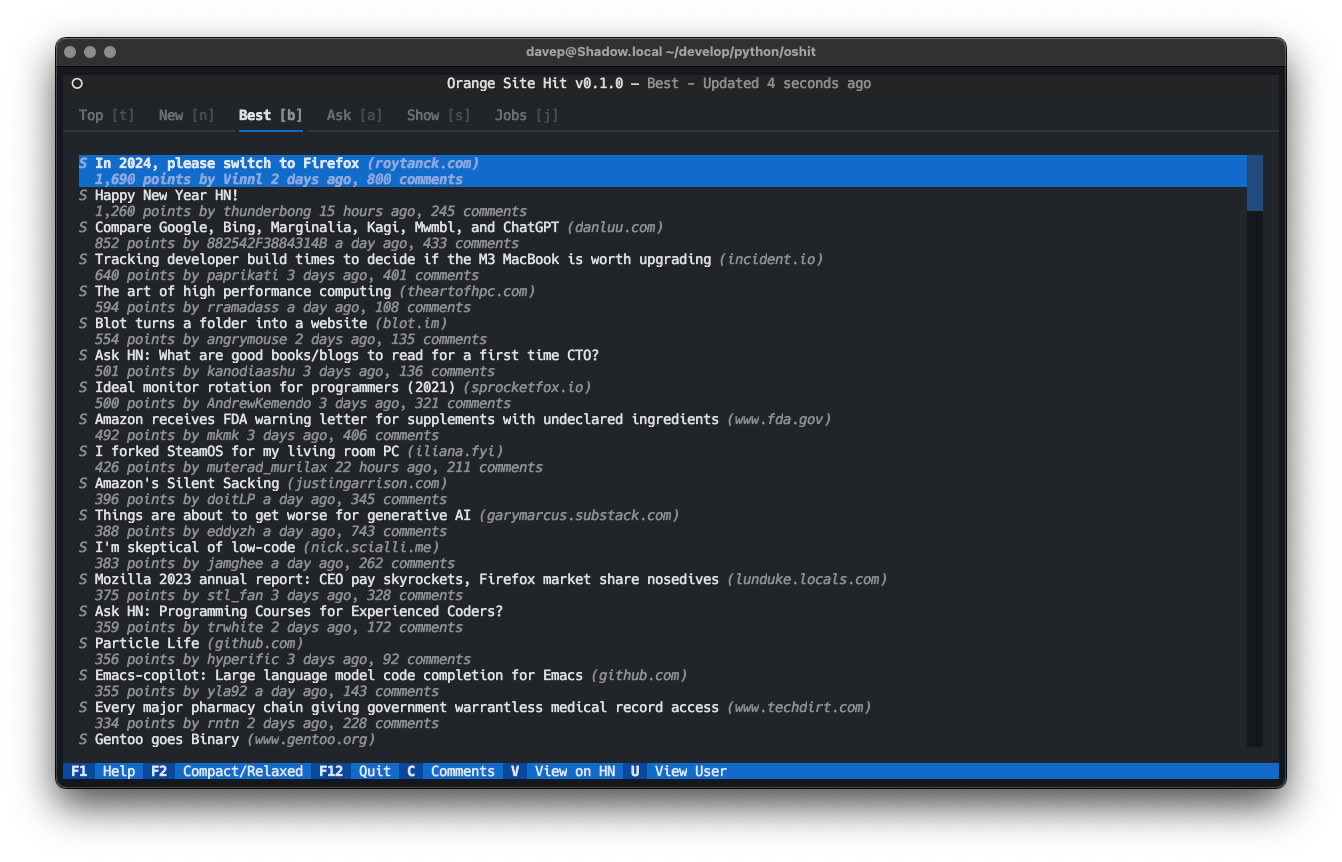 davep@Shadow.local ~/develop/python/oshit
Orange Site Hit v0.1.0 — Best - Updated 4 seconds ago
Top [t] New [n] Best [b] Ask [a] Show [s] Jobs [j]
S In 2024, please switch to Firefox (roytanck.com)
1,690 points by Vinnl 2 days ago, 800 comments
S Happy New Year HN!
1,260 points by thunderbong 15 hours ago, 245 comments
S Compare Google, Bing, Marginalia, Kagi, Mwmbl, and ChatGPT (danluu.com)
852 points by 882542F3884314B a day ago, 433 comments
S Tracking developer build times to decide if the M3 MacBook is worth upgrading (incident.io)
640 points by paprikati 3 days ago, 401 comments
S The art of high performance computing (theartofhpc.com)
594 points by rramadass a day ago, 108 comments
S Blot turns a folder into a website (blot.im)
554 points by angrymouse 2 days ago, 135 comments
S Ask HN: What are good books/blogs to read for a first time CTO?
501 points by kanodiaashu 3 days ago, 136 comments
S Ideal monitor rotation for programmers (2021) (sprocketfox.io)
500 points by AndrewKemendo 3 days ago, 321 comments
S Amazon receives FDA warning letter for supplements with undeclared ingredients (www.fda.gov)
492 points by mkmk 3 days ago, 406 comments
S I forked SteamOS for my living room PC (iliana.fyi)
426 points by muterad_murilax 22 hours ago, 211 comments
S Amazon's Silent Sacking (justingarrison.com)
396 points by doitLP a day ago, 345 comments
S Things are about to get worse for generative AI (garymarcus.substack.com)
388 points by eddyzh a day ago, 743 comments
S I'm skeptical of low-code (nick.scialli.me)
383 points by jamghee a day ago, 262 comments
S Mozilla 2023 annual report: CEO pay skyrockets, Firefox market share nosedives (lunduke.locals.com)
375 points by stl_fan 3 days ago, 328 comments
S Ask HN: Programming Courses for Experienced Coders?
359 points by trwhite 2 days ago, 172 comments
S Particle Life (github.com)
356 points by hyperific 3 days ago, 92 comments
S Emacs-copilot: Large language model code completion for Emacs (github.com)
355 points by yla92 a day ago, 143 comments
S Every major pharmacy chain giving government warrantless medical record access (www.techdirt.com)
334 points by rntn 2 days ago, 228 comments
S Gentoo goes Binary (www.gentoo.org)
F1 Help F2 Compact/Relaxed F12 Quit C Comments V View on HN U View User